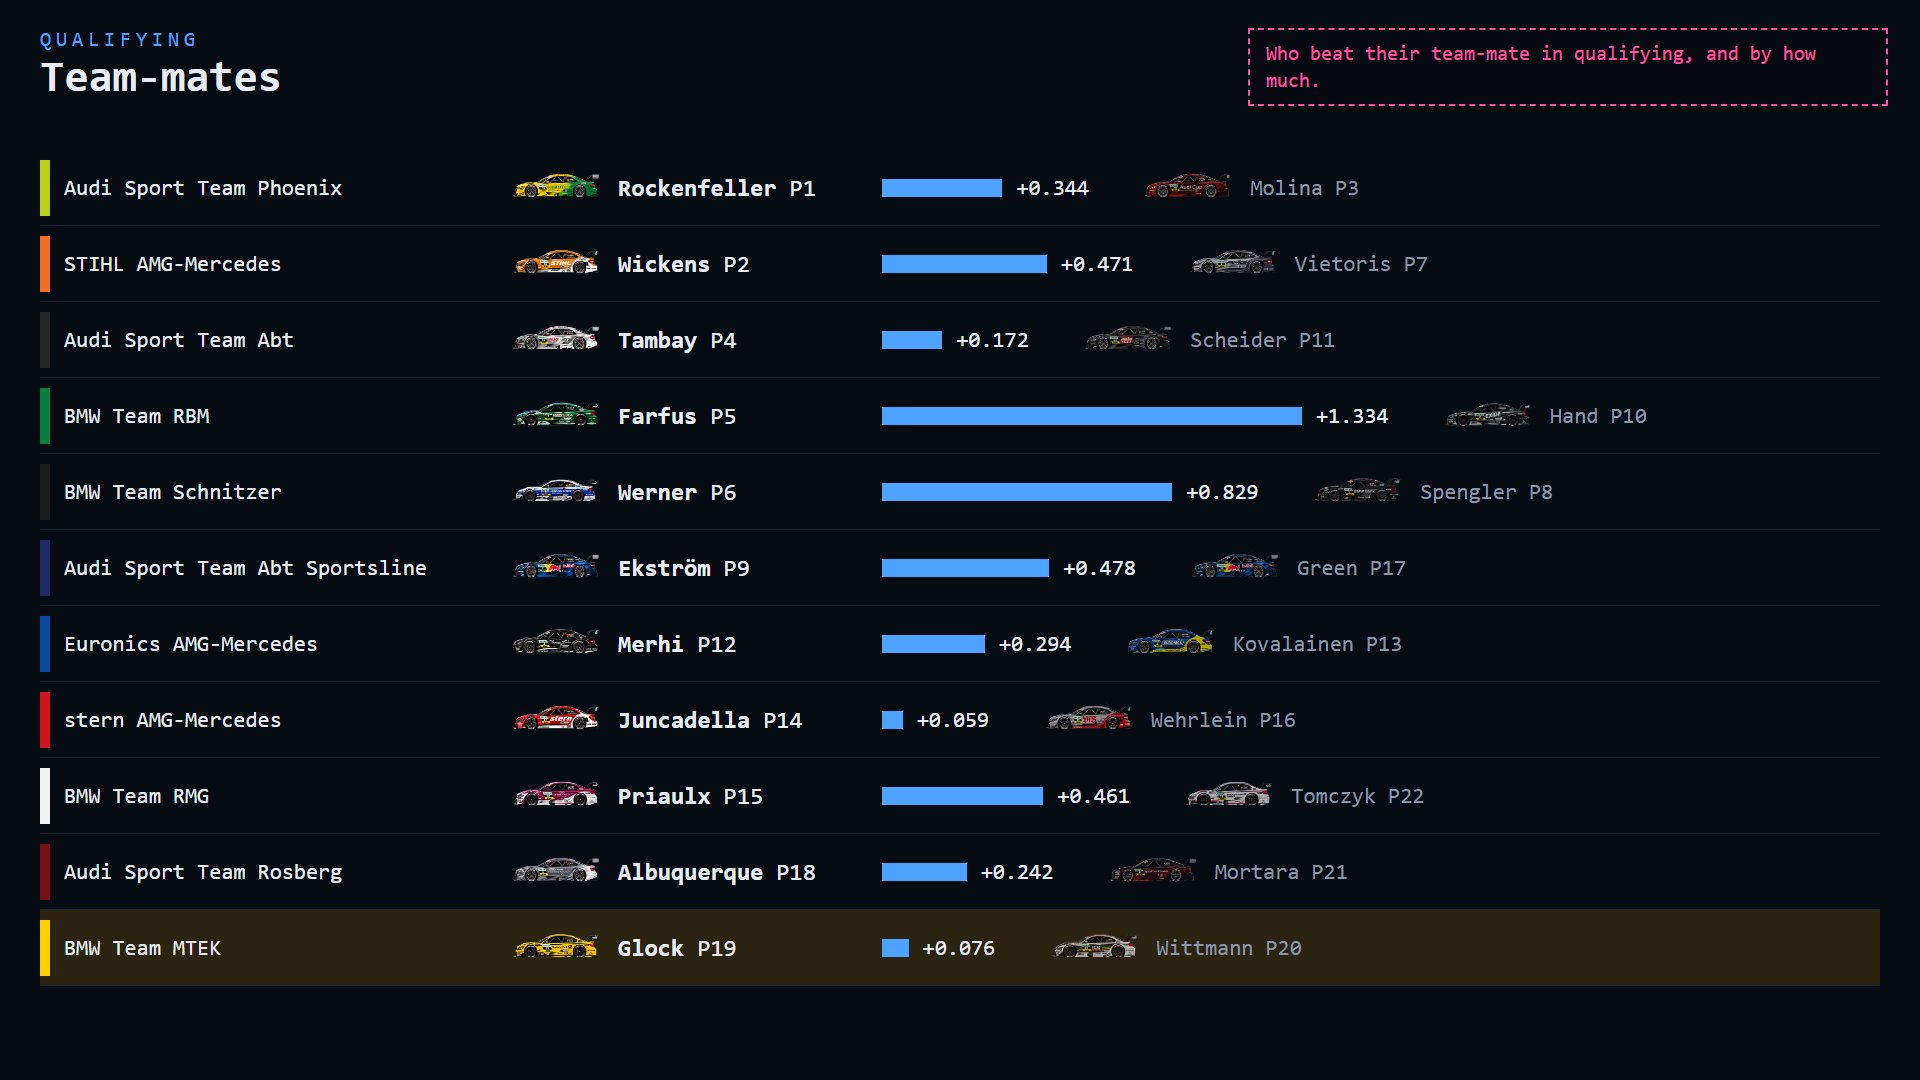 QUALIFYING
Team-mates
Who beat their team-mate in qualifying, and by how
much.
Audi Sport Team Phoenix Rockenfeller P1 +0.344 Molina P3
STIHL AMG-Mercedes Wickens P2 +0.471 Vietoris P7
Audi Sport Team Abt Tambay P4 +0.172 Scheider P11
BMW Team RBM Farfus P5 +1.334 Hand P10
BMW Team Schnitzer Werner P6 +0.829 Spengler P8
Audi Sport Team Abt Sportsline Ekström P9 +0.478 Green P17
Euronics AMG-Mercedes Merhi P12 +0.294 Kovalainen P13
stern AMG-Mercedes Juncadella P14 +0.059 Wehrlein P16
BMW Team RMG Priaulx P15 +0.461 Tomczyk P22
Audi Sport Team Rosberg Albuquerque P18 +0.242 Mortara P21
BMW Team MTEK Glock P19 +0.076 Wittmann P20